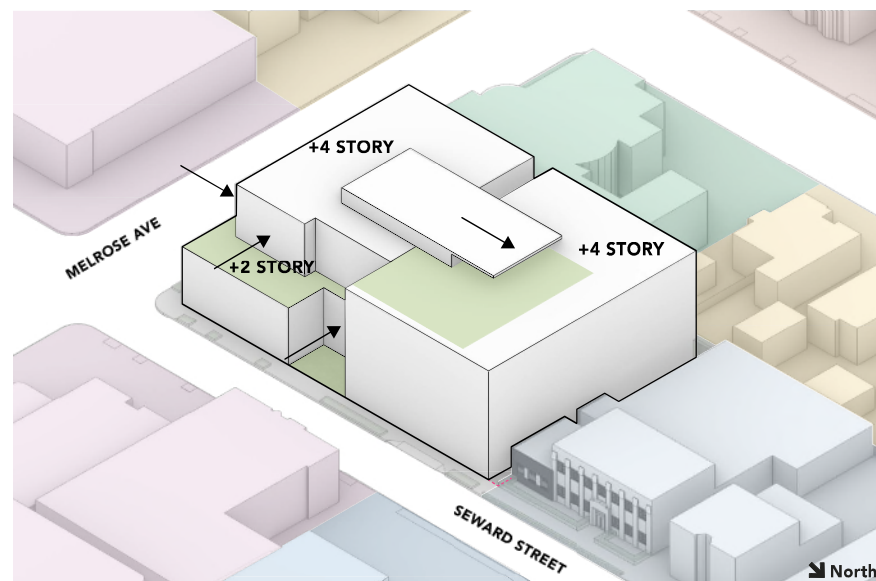 +4 STORY
MELROSE AVE
+4 STORY
+2 STORY
SEWARD STREET
North